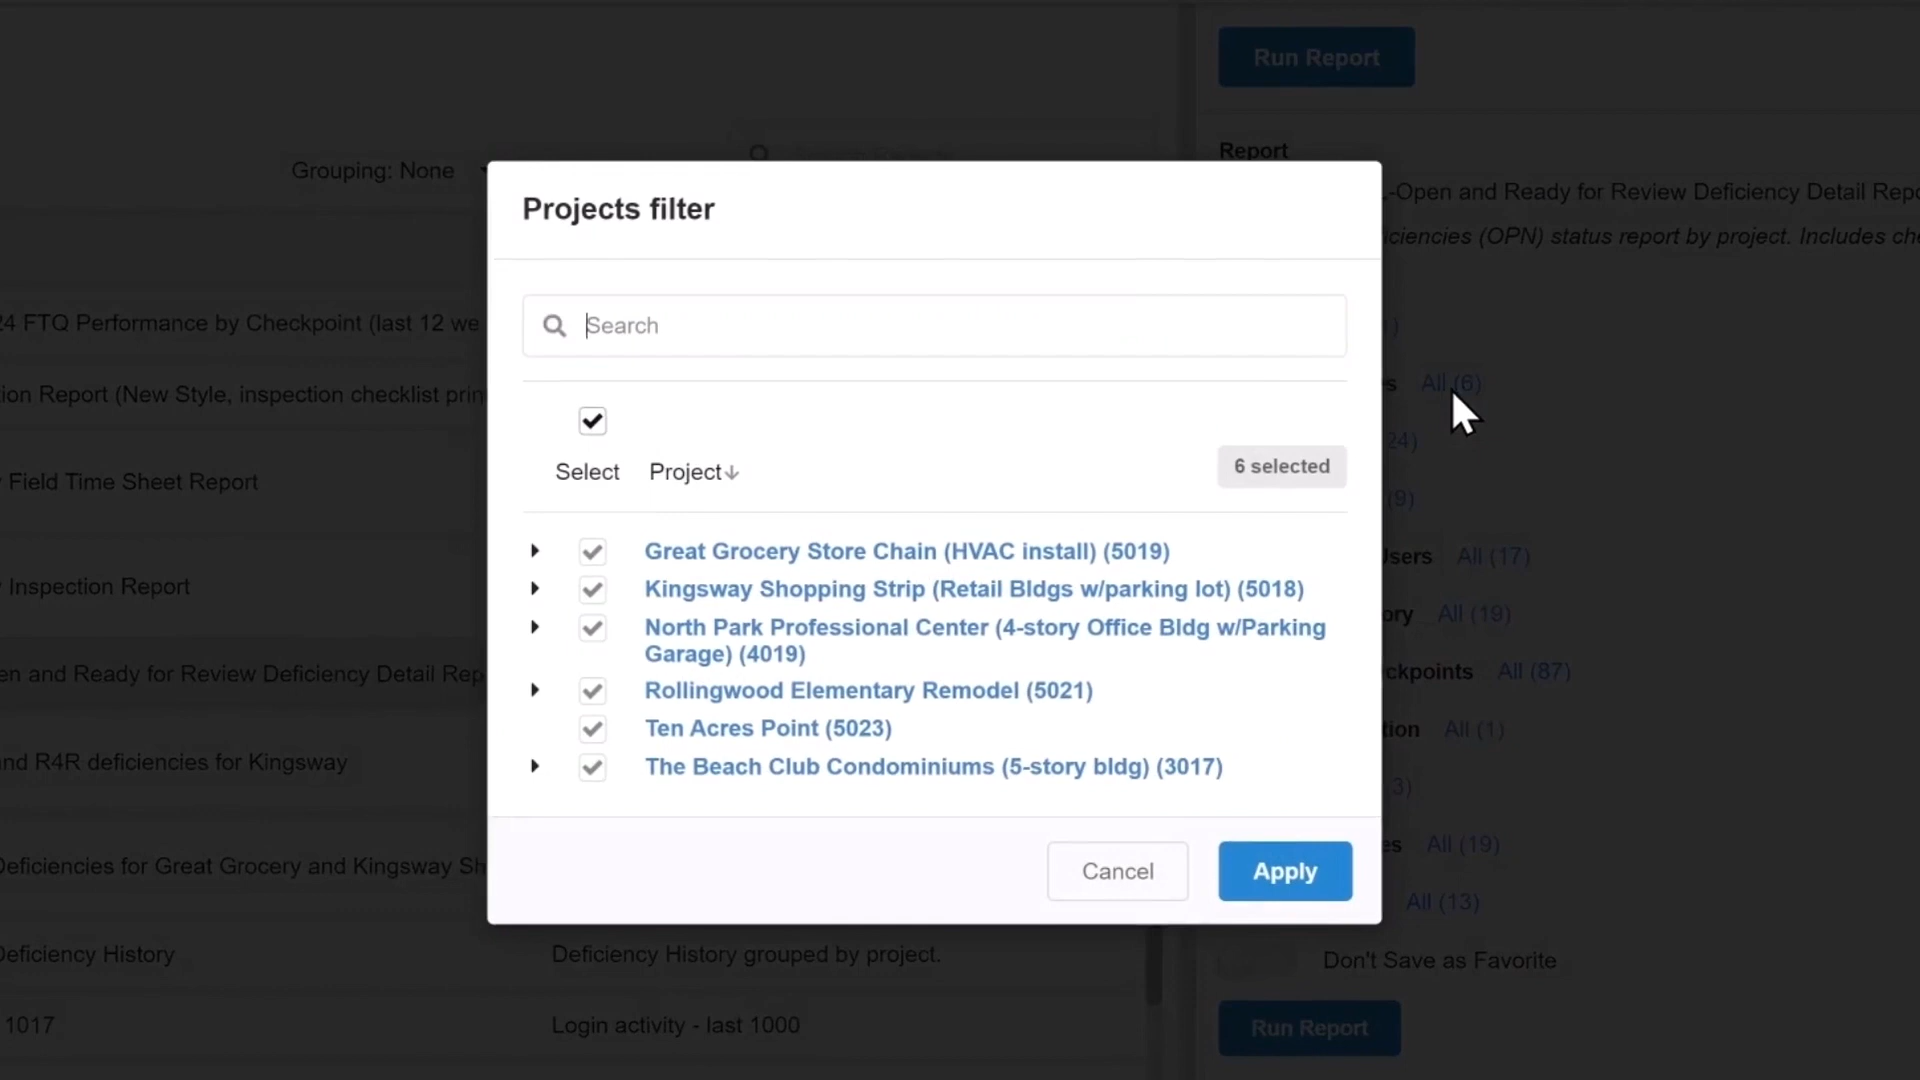 Run Report
Report
Grouping: None
-Open and Ready for Review Deficiency Detail Repo
Projects filter
iciencies (OPN) status report by project. Includes che
Search
24 FTQ Performance by Checkpoint (last 12 we
s All (6)
ion Report (New Style, inspection checklist prin
24)
Select Project
6 selected
Field Time Sheet Report
(9)
Great Grocery Store Chain (HVAC install) (5019)
Users All (17)
Kingsway Shopping Strip (Retail Bldgs w/parking lot) (5018)
Inspection Report
ory All (19)
North Park Professional Center (4-story Office Bldg w/Parking
Garage) (4019)
en and Ready for Review Deficiency Detail Rep
ckpoints All (87)
Rollingwood Elementary Remodel (5021)
Ten Acres Point (5023)
tion All (1)
nd R4R deficiencies for Kingsway
The Beach Club Condominiums (5-story bldg) (3017)
3)
es All (19)
Deficiencies for Great Grocery and Kingsway Sh
Cancel
Apply
All (13)
Deficiency History
Deficiency History grouped by project.
Don't Save as Favorite
1017
Login activity - last 1000
Run Report